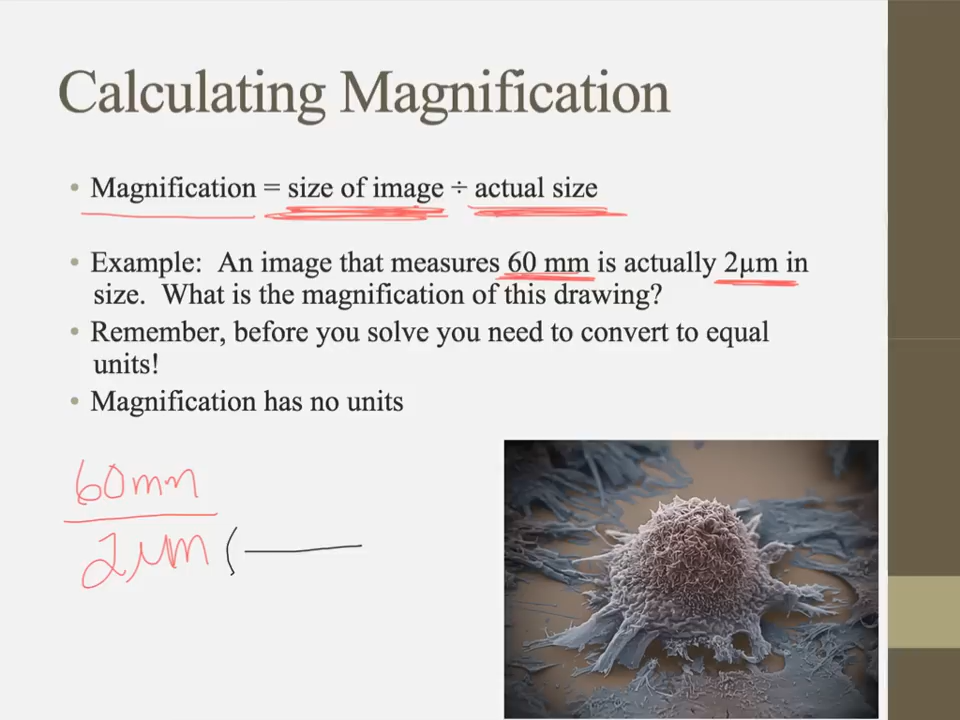 Calculating Magnification
• Magnification = size of image ÷ actual size
• Example: An image that measures 60 mm is actually 2μm in
size. What is the magnification of this drawing?
• Remember, before you solve you need to convert to equal
units!
• Magnification has no units
60mm
2μm (